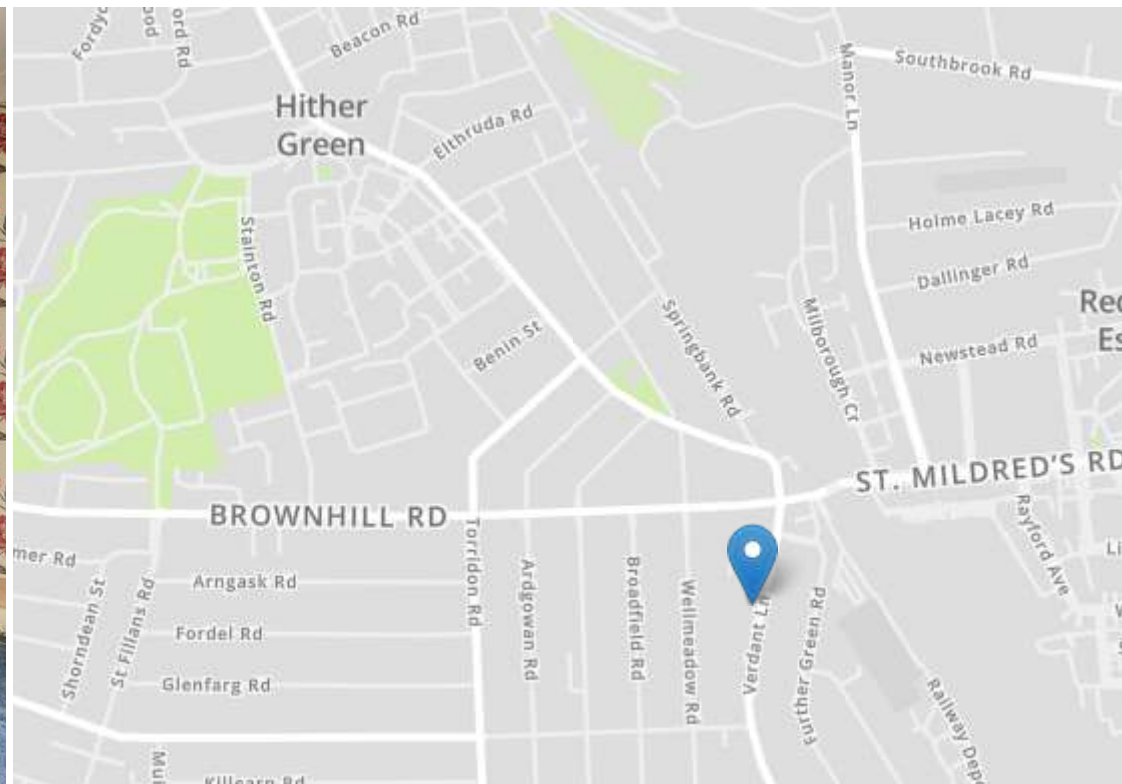 Beacon Rd
Southbrook Rd
Manor Ln
Hither
Green
Elthruda Rd
Stainton Rd
Holme Lacey Rd
Dallinger Rd
Benin St
Springbank Rd
Milborough Cr
Newstead Rd
ST. MILDRED'S RD
BROWNHILL RD
Torridon Rd
Rayford Ave
Arngask Rd
Ardgowan Rd
Broadfield Rd
Wellmeadow Rd
Verdant Ln
Further Green Rd
Shorndean St
St Fillans Rd
Fordel Rd
Glenfarg Rd
Railway
Killearn Rd